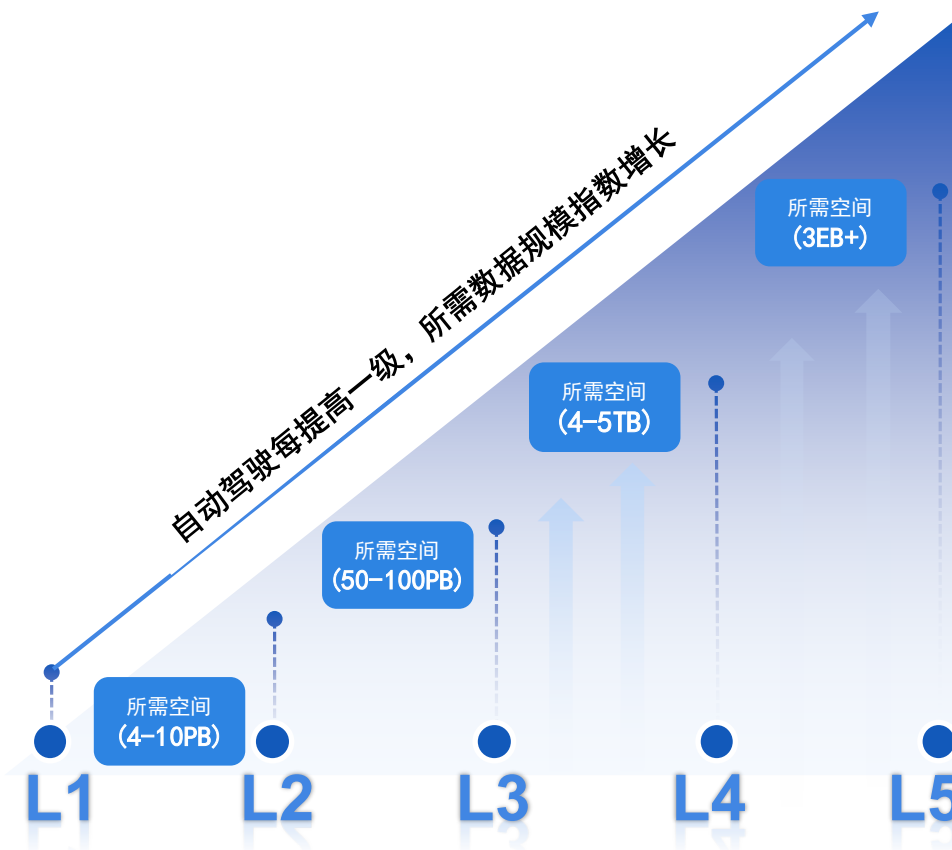 自动驾驶每提高一级，所需数据规模指数增长
所需空间
(3EB+)
所需空间
(4-5TB)
所需空间
(50-100PB)
所需空间
(4-10PB)
L1
L2
L3
L4
L5